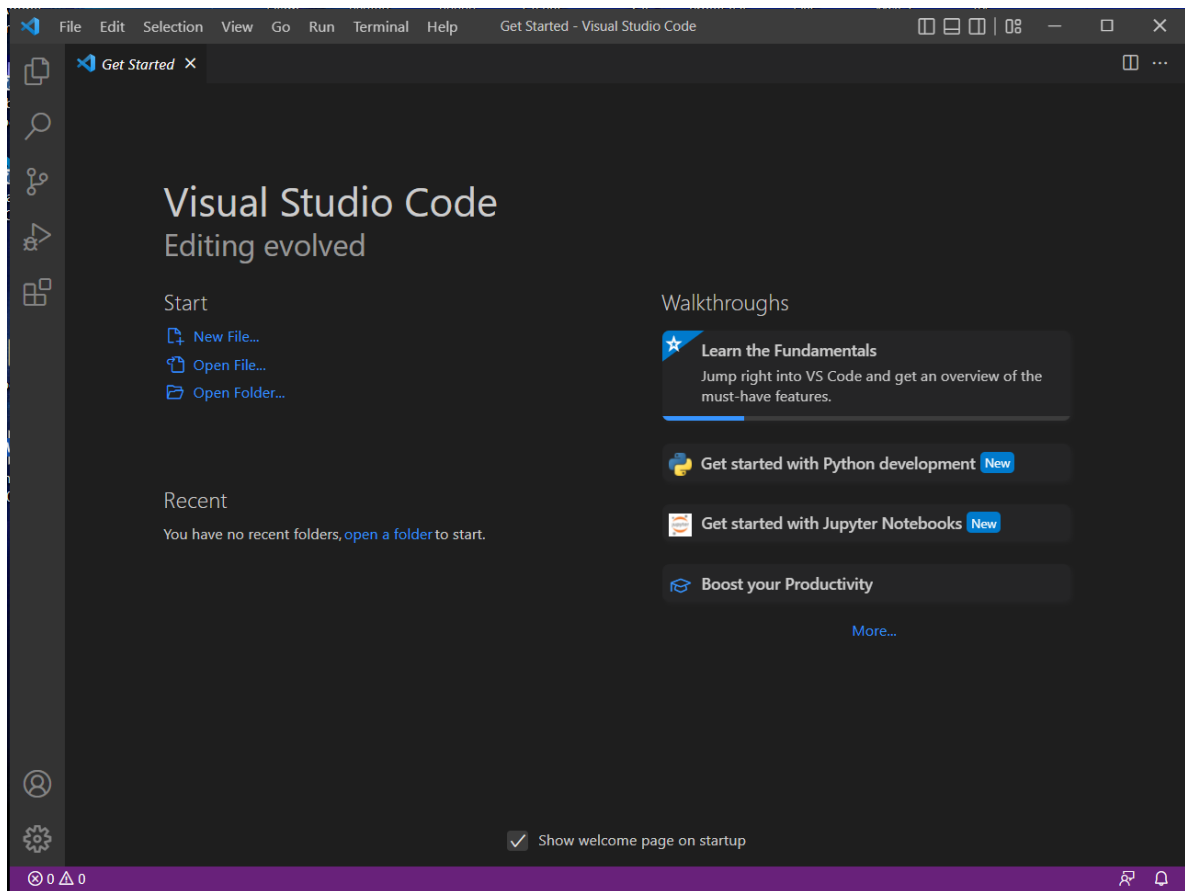 File Edit Selection View Go Run Terminal Help Get Started - Visual Studio Code
Get Started
Visual Studio Code
Editing evolved
Start
New File...
Open File...
Open Folder...
Recent
You have no recent folders, open a folder to start.
Walkthroughs
Learn the Fundamentals
Jump right into VS Code and get an overview of the
must-have features.
Get started with Python development New
Get started with Jupyter Notebooks New
Boost your Productivity
More...
Show welcome page on startup
0 0